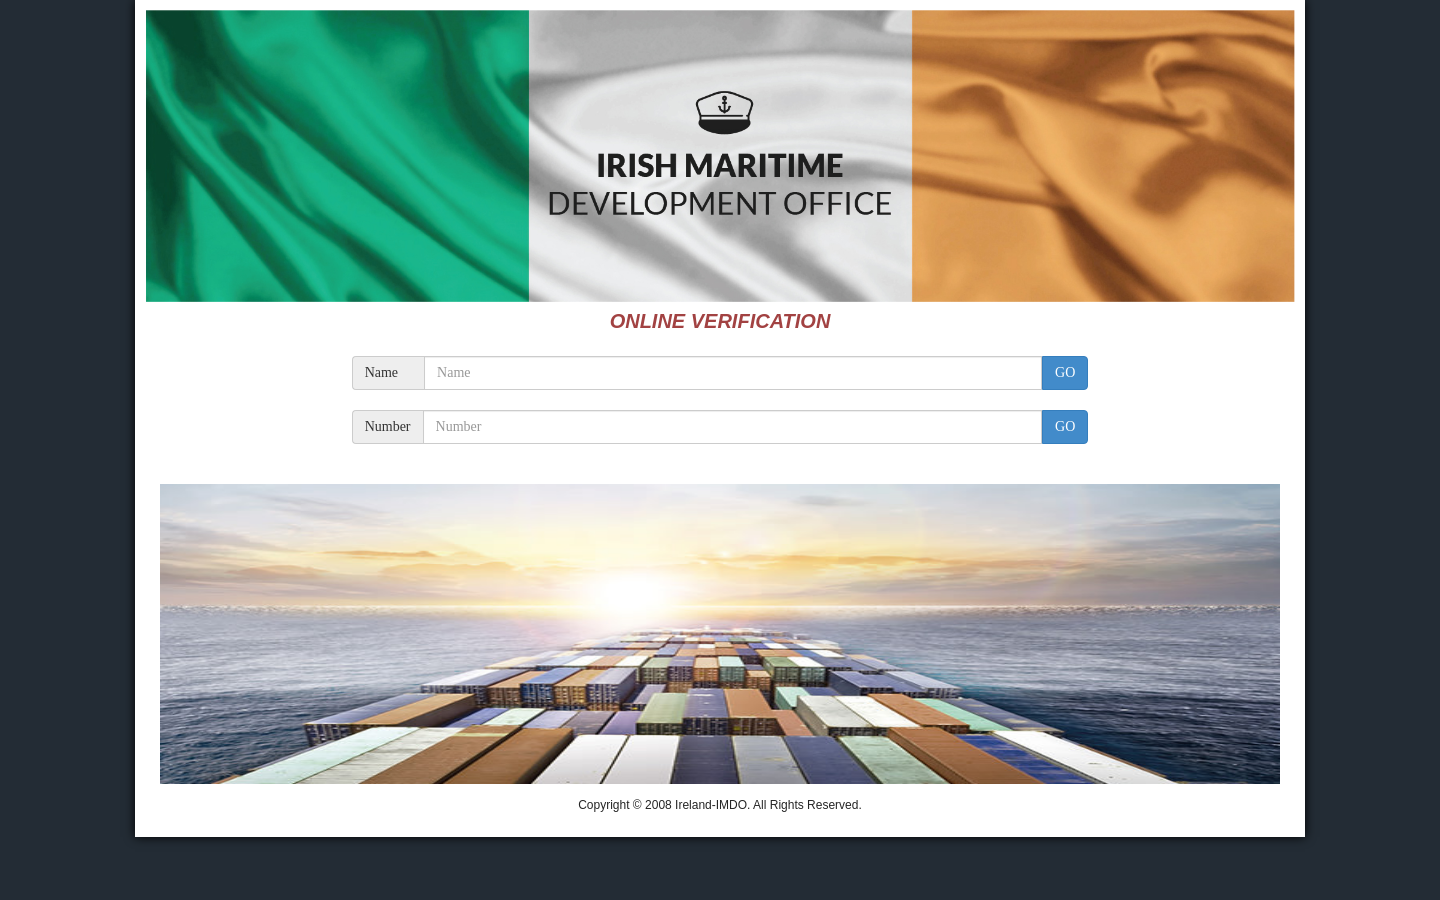 IRISH MARITIME
DEVELOPMENT OFFICE
ONLINE VERIFICATION
Name Name GO
Number Number GO
Copyright © 2008 Ireland-IMDO. All Rights Reserved.